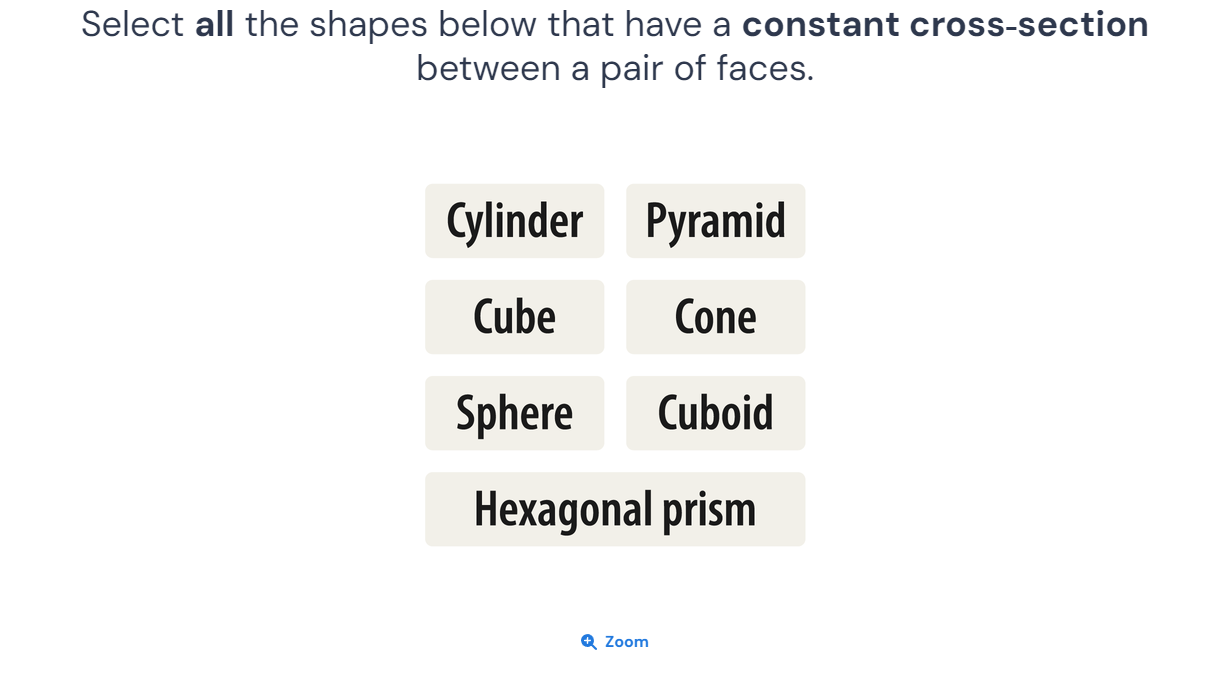 Select all the shapes below that have a constant cross-section
between a pair of faces.
Cylinder
Pyramid
Cube
Cone
Sphere
Cuboid
Hexagonal prism
Zoom